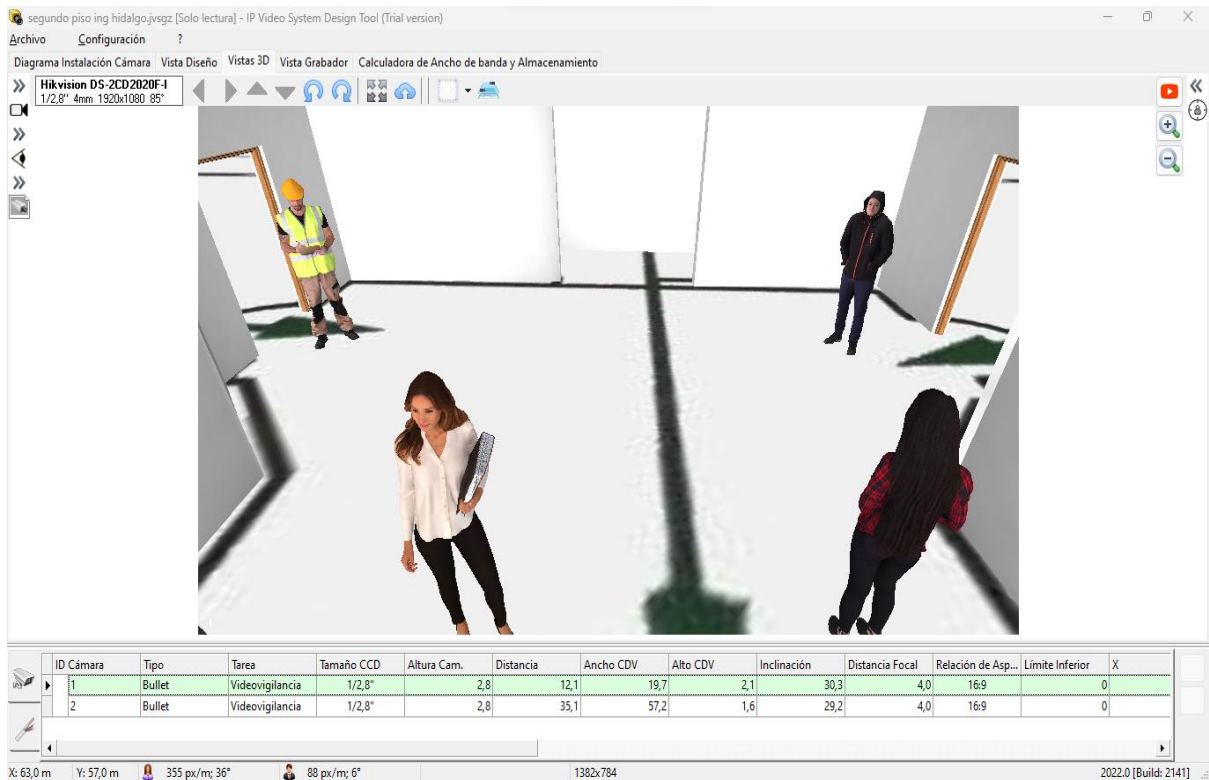 segundo piso ing hidalgo.jvsgz [Solo lectura] - IP Video System Design Tool (Trial version)
Archivo Configuración ?
Diagrama Instalación Cámara Vista Diseño Vistas 3D Vista Grabador Calculadora de Ancho de banda y Almacenamiento
Hikvision DS-2CD2020F-I
1/2,8" 4mm 1920x1080 85°
ID Cámara Tipo Tarea Tamaño CCD Altura Cam. Distancia Ancho CDV Alto CDV Inclinación Distancia Focal Relación de Asp... Límite Inferior X
1 Bullet Videovigilancia 1/2,8" 2,8 12,1 19,7 2,1 30,3 4,0 16:9 0
2 Bullet Videovigilancia 1/2,8" 2,8 35,1 57,2 1,6 29,2 4,0 16:9 0
X: 63,0 m Y: 57,0 m 355 px/m; 36° 88 px/m; 6° 1382x784 2022.0 [Build: 2141]